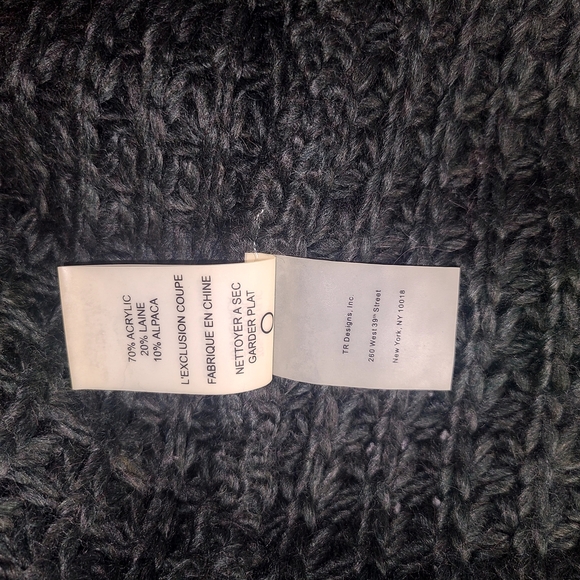 70% ACRYLIC
20% LAINE
10% ALPACA
L'EXCLUSION COUPE
FABRIQUE EN CHINE
NETTOYER A SEC
GARDER PLAT
TR Designs, Inc.
260 West 39th Street
New York, NY 10018